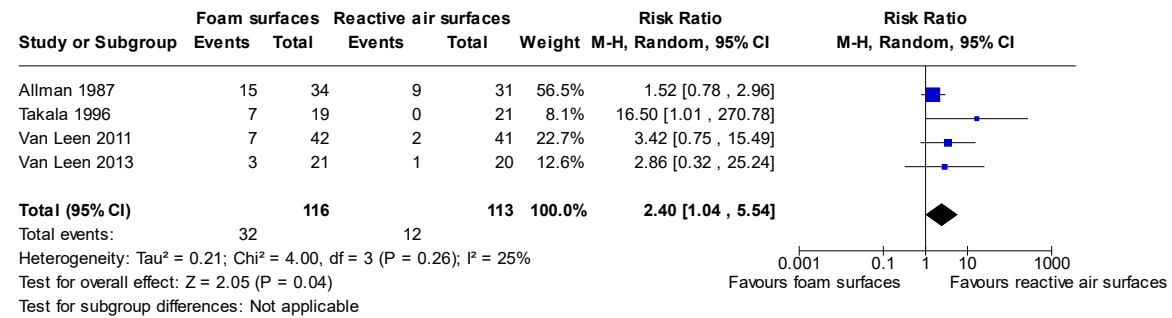 Foam surfaces Reactive air surfaces Risk Ratio Risk Ratio
Study or Subgroup Events Total Events Total Weight M-H, Random, 95% CI M-H, Random, 95% CI
Allman 1987 15 34 9 31 56.5% 1.52 [0.78 , 2.96]
Takala 1996 7 19 0 21 8.1% 16.50 [1.01 , 270.78]
Van Leen 2011 7 42 2 41 22.7% 3.42 [0.75 , 15.49]
Van Leen 2013 3 21 1 20 12.6% 2.86 [0.32 , 25.24]
Total (95% CI) 116 113 100.0% 2.40 [1.04 , 5.54]
Total events: 32 12
Heterogeneity: Tau² = 0.21; Chi² = 4.00, df = 3 (P = 0.26); I² = 25%
0.001 0.1 1 10 1000
Test for overall effect: Z = 2.05 (P = 0.04)
Favours foam surfaces Favours reactive air surfaces
Test for subgroup differences: Not applicable